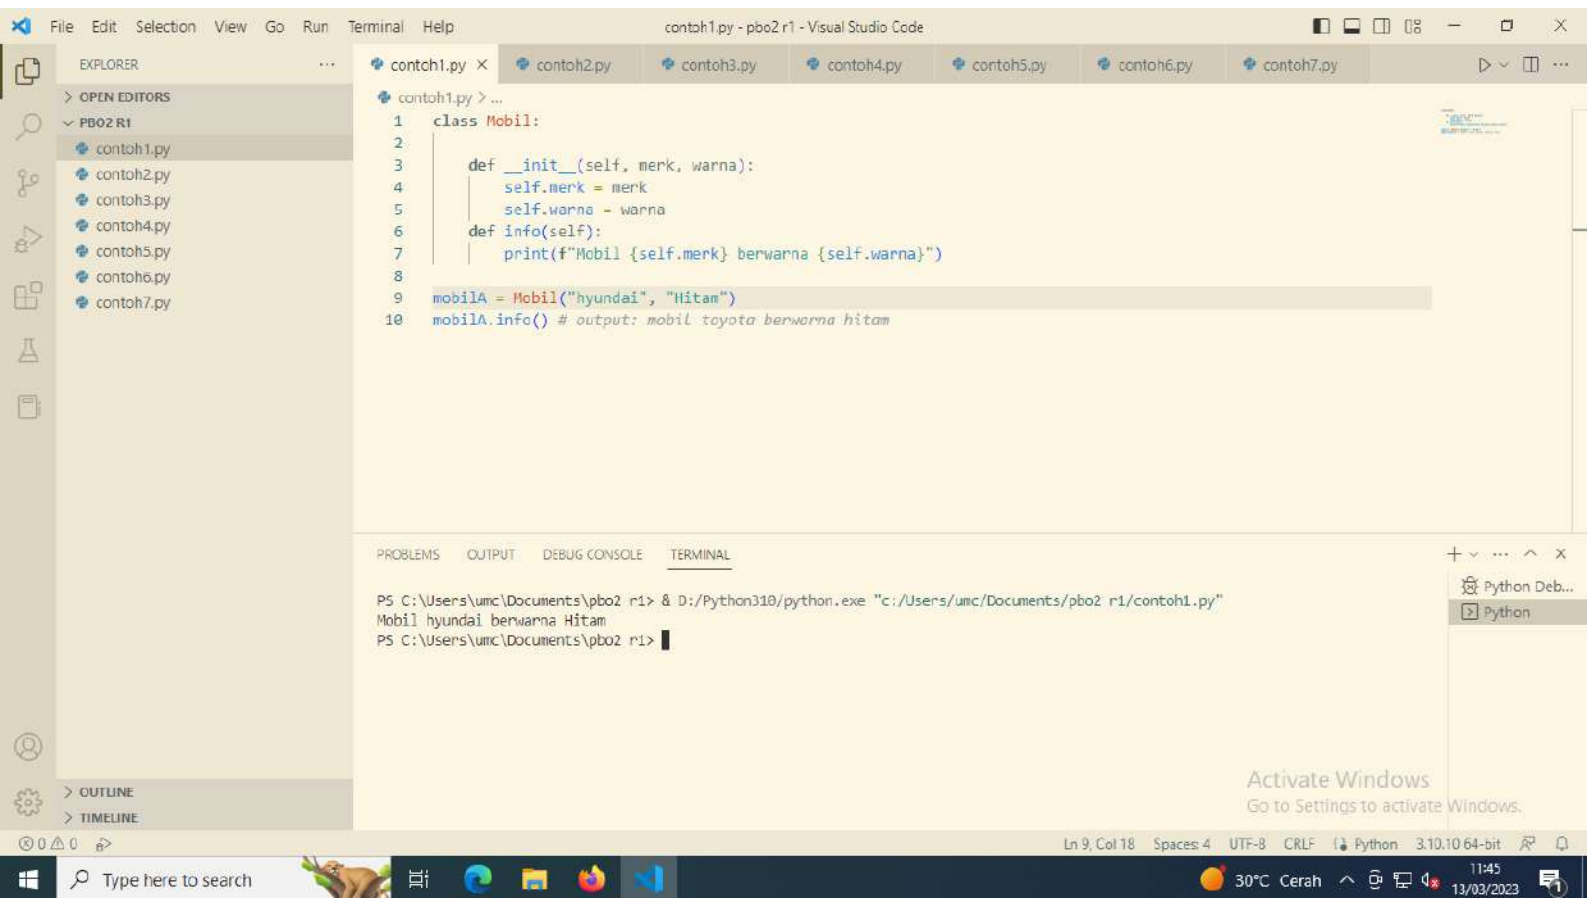 File Edit Selection View Go Run Terminal Help
contoh1.py - pbo2 r1 - Visual Studio Code
EXPLORER
...
> OPEN EDITORS
PBO2 R1
contoh1.py
contoh2.py
contoh3.py
contoh4.py
contoh5.py
contoh6.py
contoh7.py
> OUTLINE
> TIMELINE
contoh1.py contoh2.py contoh3.py contoh4.py contoh5.py contoh6.py contoh7.py
contoh1.py > ...
1 class Mobil:
2
3 def __init__(self, merk, warna):
4 self.merk = merk
5 self.warna = warna
6 def info(self):
7 print(f"Mobil {self.merk} berwarna {self.warna}")
8
9 mobilA = Mobil("hyundai", "Hitam")
10 mobilA.info() # output: mobil toyota berwarna hitam
PROBLEMS OUTPUT DEBUG CONSOLE TERMINAL
PS C:\Users\umc\Documents\pbo2 r1> & D:/Python310/python.exe "c:/Users/umc/Documents/pbo2 r1/contoh1.py"
Mobil hyundai berwarna Hitam
PS C:\Users\umc\Documents\pbo2 r1>
Python Deb...
Python
Activate Windows
Go to Settings to activate Windows.
0 0
Ln 9, Col 18 Spaces: 4 UTF-8 CRLF Python 3.10.10 64-bit
Type here to search
30°C Cerah
11:45
13/03/2023
1